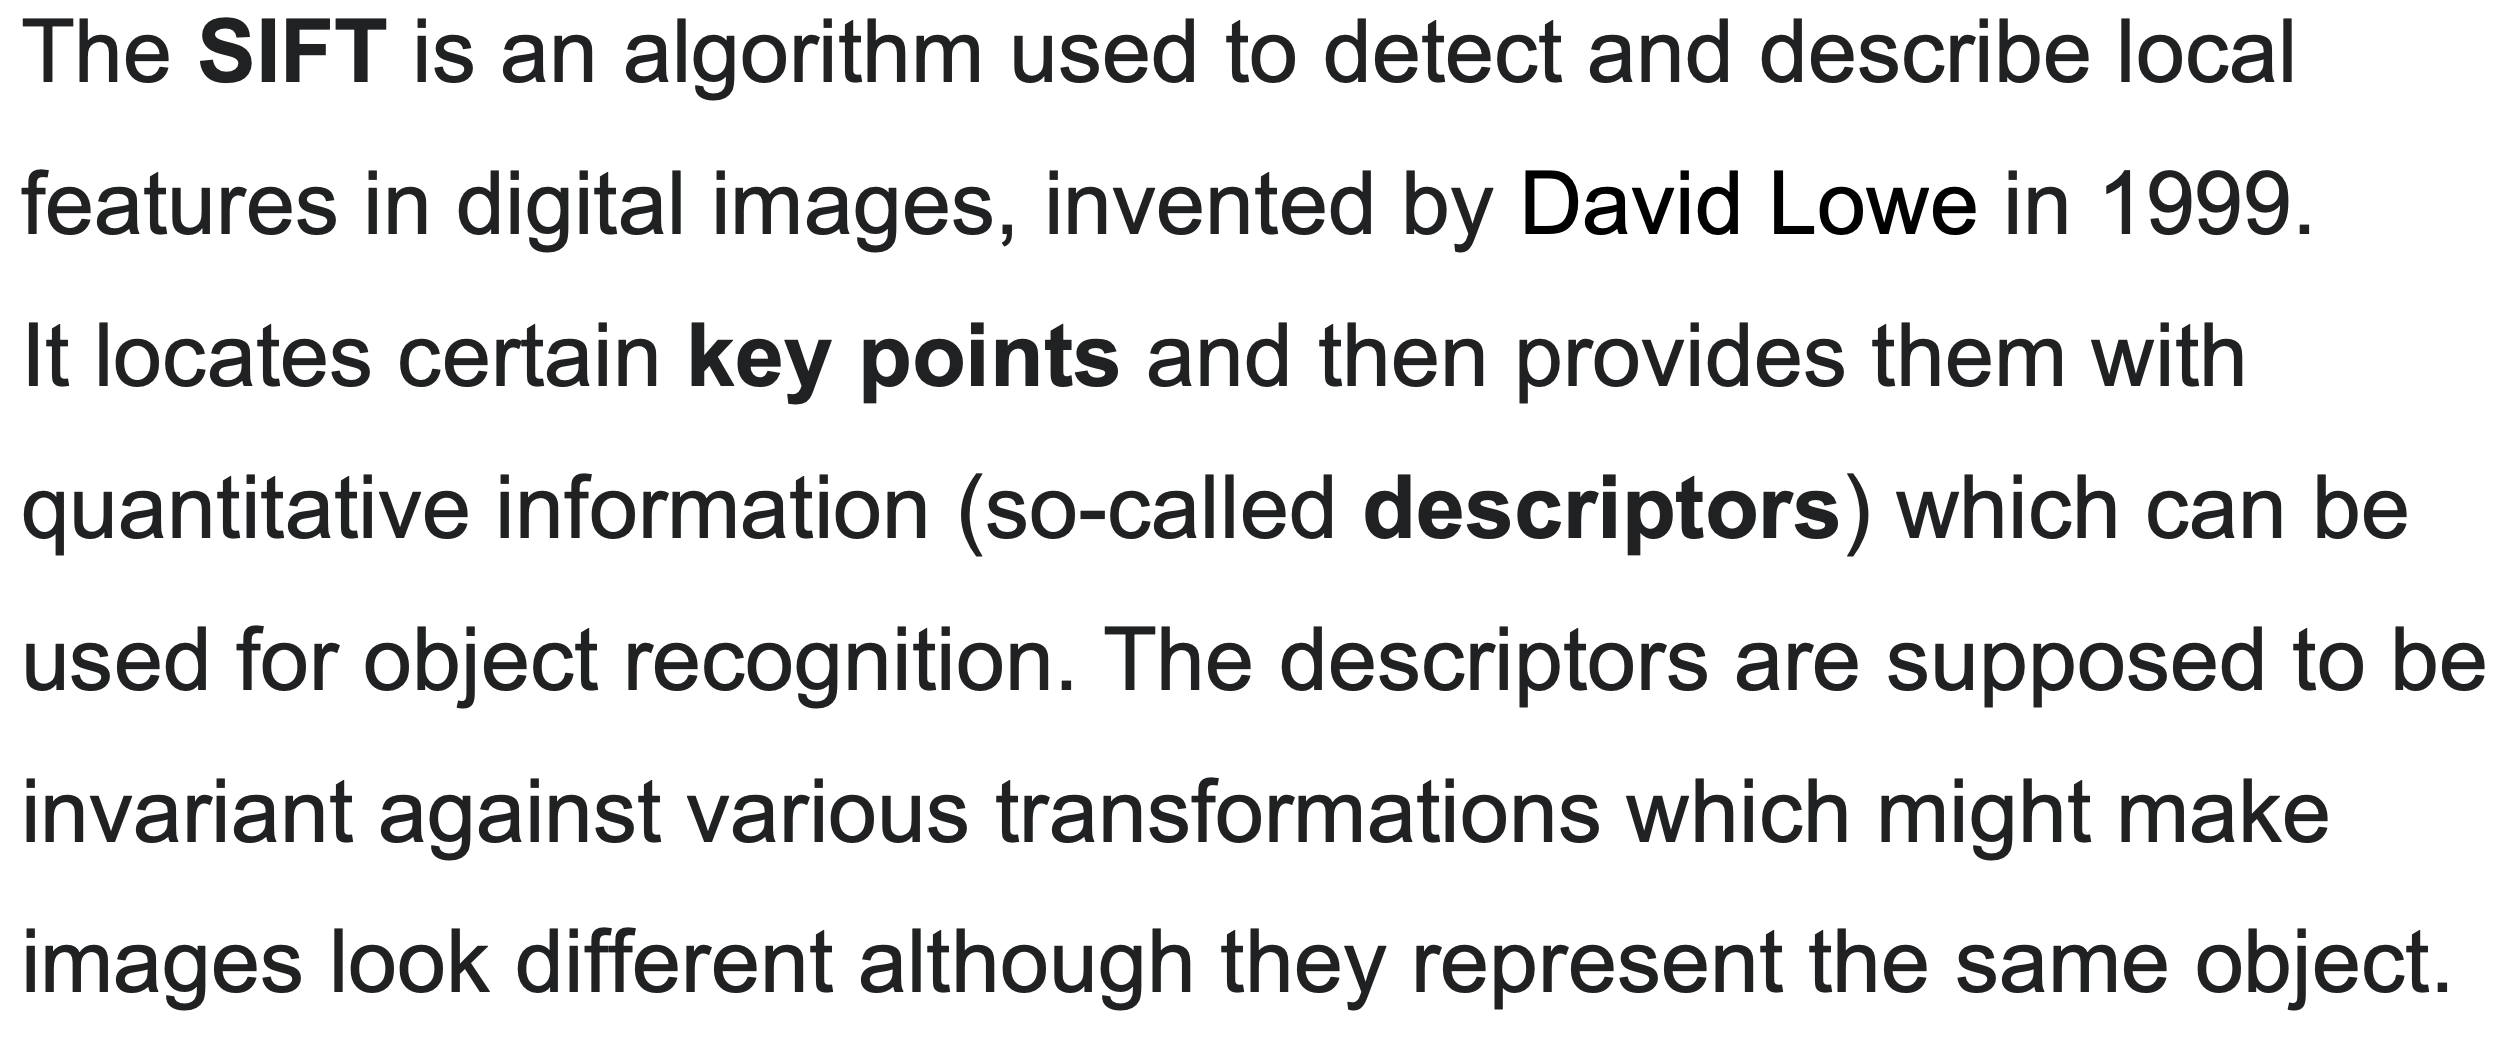 The SIFT is an algorithm used to detect and describe local
features in digital images, invented by David Lowe in 1999.
It locates certain key points and then provides them with
quantitative information (so-called descriptors) which can be
used for object recognition. The descriptors are supposed to be
invariant against various transformations which might make
images look different although they represent the same object.